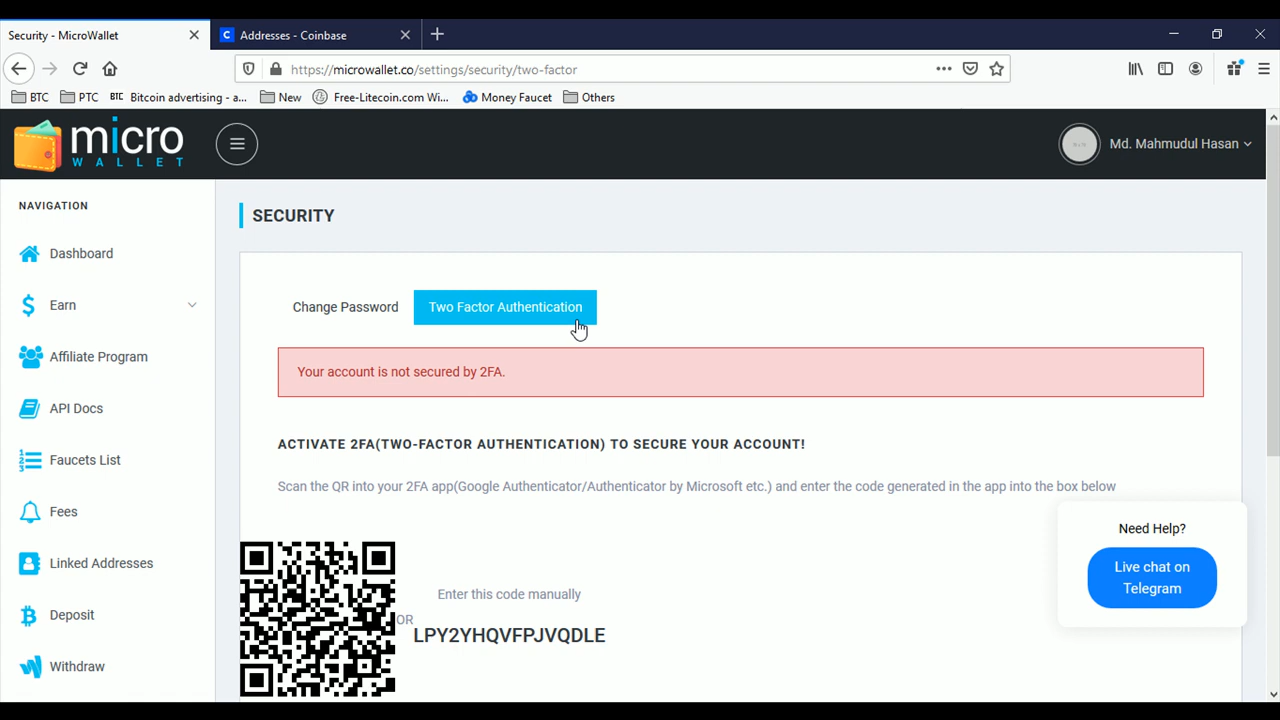 Security - MicroWallet
Addresses - Coinbase
https://microwallet.co/settings/security/two-factor
BTC
PTC
Bitcoin advertising - a...
New
Free-Litecoin.com Wi...
Money Faucet
Others
micro
WALLET
Md. Mahmudul Hasan
NAVIGATION
Dashboard
Earn
Affiliate Program
API Docs
Faucets List
Fees
Linked Addresses
Deposit
Withdraw
SECURITY
Change Password
Two Factor Authentication
Your account is not secured by 2FA.
ACTIVATE 2FA(TWO-FACTOR AUTHENTICATION) TO SECURE YOUR ACCOUNT!
Scan the QR into your 2FA app(Google Authenticator/Authenticator by Microsoft etc.) and enter the code generated in the app into the box below
OR
Enter this code manually
LPY2YHQVFPJVQDLE
Need Help?
Live chat on
Telegram